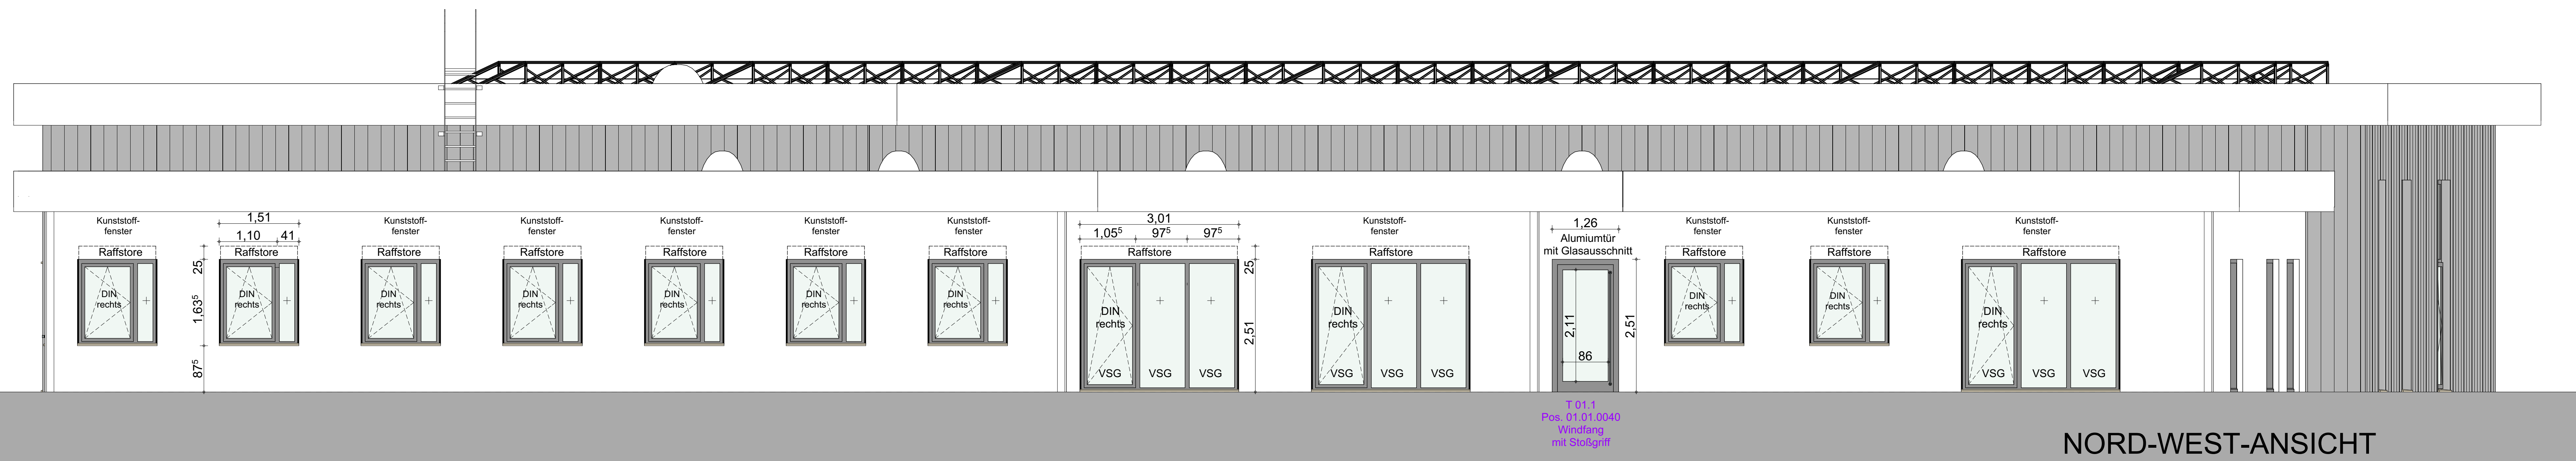 Kunststoff-
fenster
Raffstore
DIN
rechts
1,51
1,10
41
Raffstore
DIN
rechts
25
1,63⁵
87⁵
Kunststoff-
fenster
Raffstore
DIN
rechts
Kunststoff-
fenster
Raffstore
DIN
rechts
Kunststoff-
fenster
Raffstore
DIN
rechts
Kunststoff-
fenster
Raffstore
DIN
rechts
Kunststoff-
fenster
Raffstore
DIN
rechts
3,01
1,05⁵
97⁵
97⁵
Raffstore
DIN
rechts
VSG
VSG
VSG
25
2,51
Kunststoff-
fenster
Raffstore
DIN
rechts
VSG
VSG
VSG
1,26
Alumiumtür
mit Glasausschnitt
2,11
86
2,51
T 01.1
Pos. 01.01.0040
Windfang
mit Stoßgriff
Kunststoff-
fenster
Raffstore
DIN
rechts
Kunststoff-
fenster
Raffstore
DIN
rechts
Kunststoff-
fenster
Raffstore
DIN
rechts
VSG
VSG
VSG
NORD-WEST-ANSICHT